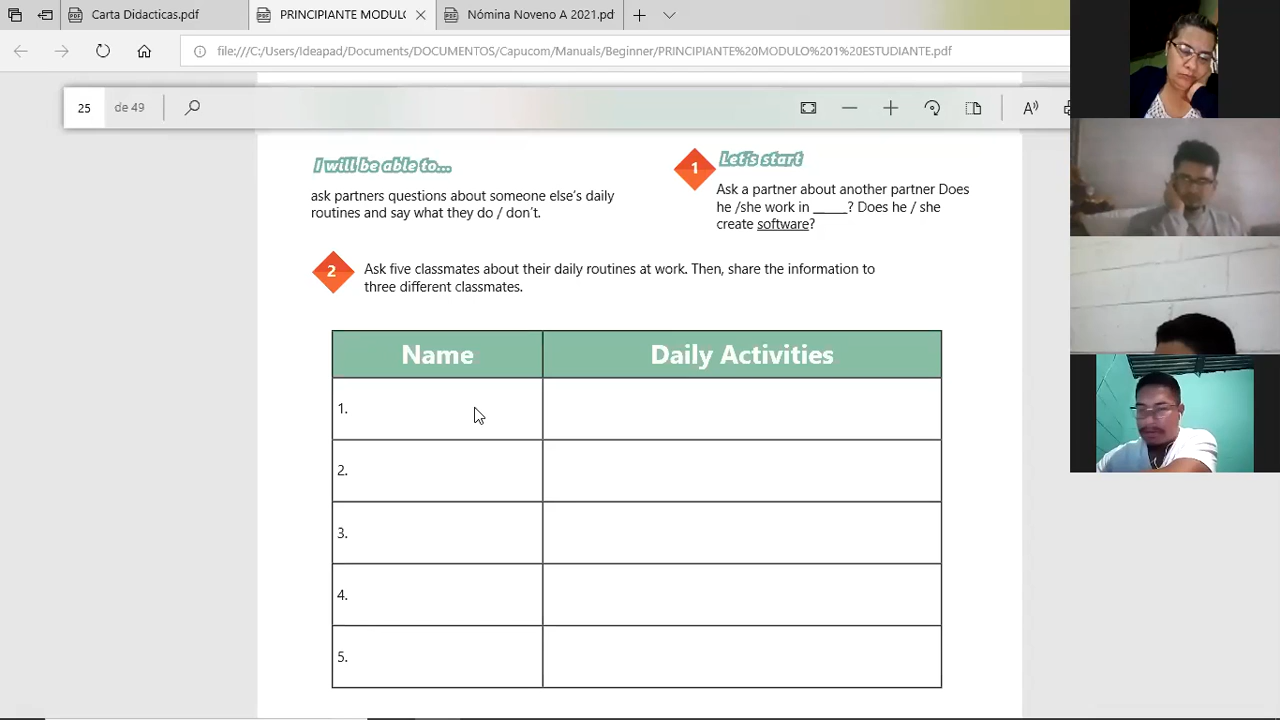 Carta Didacticas.pdf
PRINCIPIANTE MODULO
Nómina Noveno A 2021.pd
file:///C:/Users/Ideapad/Documents/DOCUMENTOS/Capucom/Manuals/Beginner/PRINCIPIANTE%20MODULO%201%20ESTUDIANTE.pdf
25 de 49
I will be able to...
ask partners questions about someone else's daily
routines and say what they do / don't.
1 Let's start
Ask a partner about another partner Does
he /she work in _____? Does he / she
create software?
2 Ask five classmates about their daily routines at work. Then, share the information to
three different classmates.
Name Daily Activities
1.
2.
3.
4.
5.